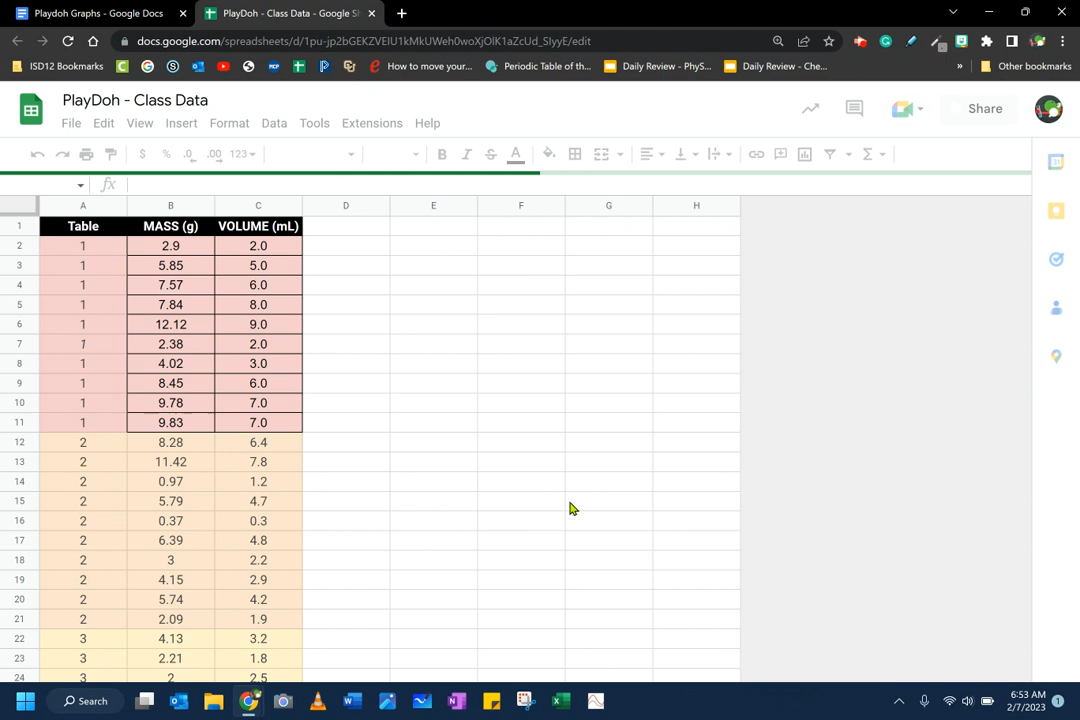 Playdoh Graphs - Google Docs
PlayDoh - Class Data - Google Sh
docs.google.com/spreadsheets/d/1pu-jp2bGEKZVEIU1kMkUWeh0woXjOlK1aZcUd_SIyyE/edit
ISD12 Bookmarks
MCP
How to move your...
Periodic Table of th...
Daily Review - PhyS...
Daily Review - Che...
»
Other bookmarks
PlayDoh - Class Data
Share
File Edit View Insert Format Data Tools Extensions Help
$ % .0 .00 123
B I S A
fx
A B C D E F G H
1 Table MASS (g) VOLUME (mL)
2 1 2.9 2.0
3 1 5.85 5.0
4 1 7.57 6.0
5 1 7.84 8.0
6 1 12.12 9.0
7 1 2.38 2.0
8 1 4.02 3.0
9 1 8.45 6.0
10 1 9.78 7.0
11 1 9.83 7.0
12 2 8.28 6.4
13 2 11.42 7.8
14 2 0.97 1.2
15 2 5.79 4.7
16 2 0.37 0.3
17 2 6.39 4.8
18 2 3 2.2
19 2 4.15 2.9
20 2 5.74 4.2
21 2 2.09 1.9
22 3 4.13 3.2
23 3 2.21 1.8
24 3 2 2.5
Search
6:53 AM
2/7/2023
1